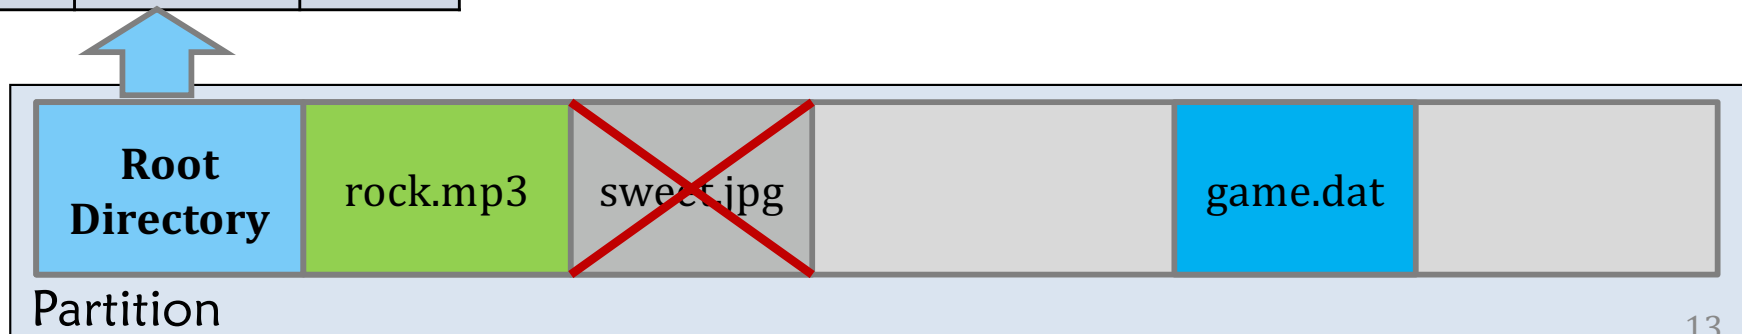 Root
Directory
rock.mp3
sweet.jpg
game.dat
Partition
13